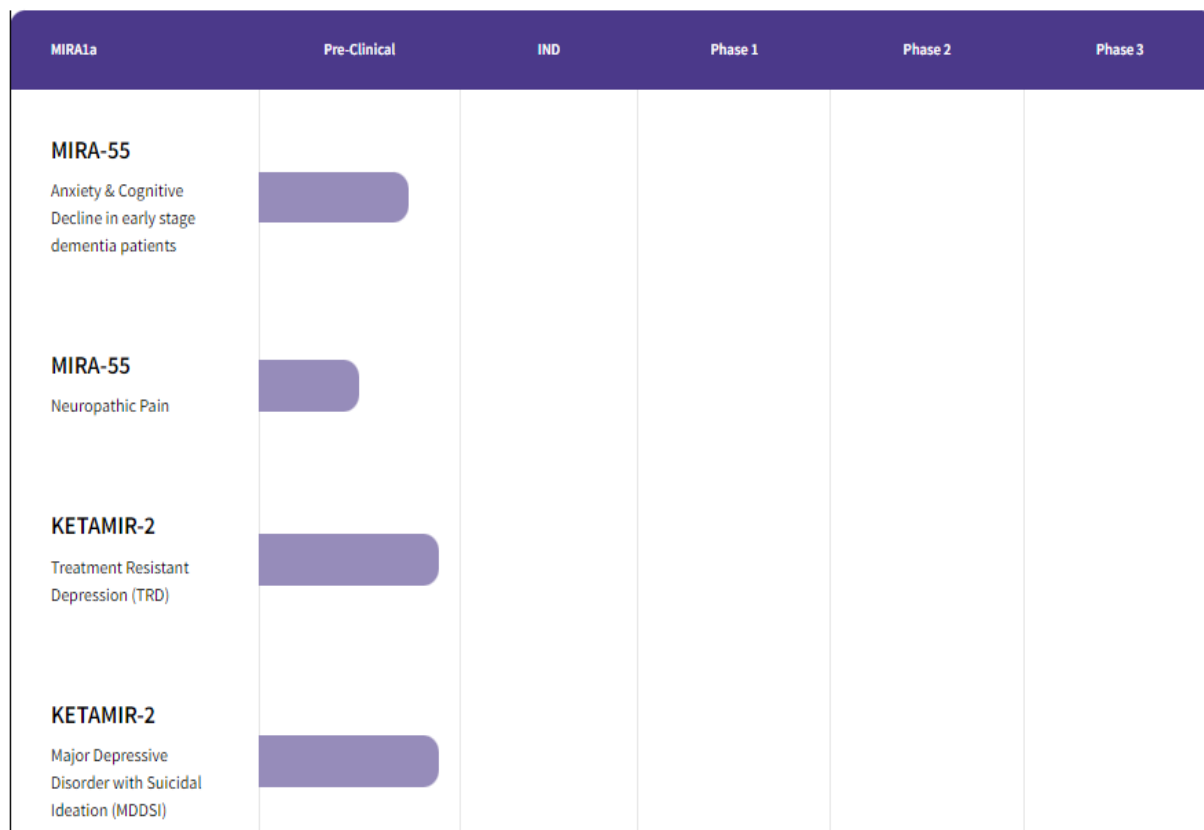 MIRA1a Pre-Clinical IND Phase 1 Phase 2 Phase 3
MIRA-55
Anxiety & Cognitive
Decline in early stage
dementia patients
MIRA-55
Neuropathic Pain
KETAMIR-2
Treatment Resistant
Depression (TRD)
KETAMIR-2
Major Depressive
Disorder with Suicidal
Ideation (MDDSI)